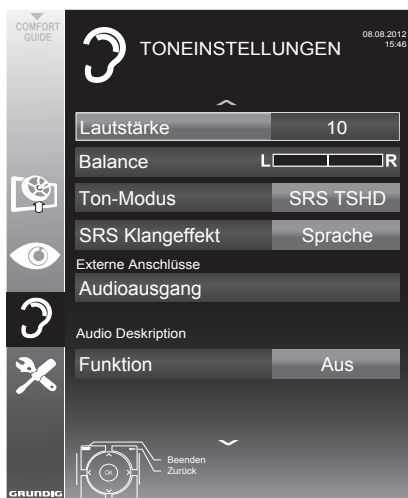 COMFORT
GUIDE
TONEINSTELLUNGEN
08.08.2012
15:46
Lautstärke 10
Balance L R
Ton-Modus SRS TSHD
SRS Klangeffekt Sprache
Externe Anschlüsse
Audioausgang
Audio Deskription
Funktion Aus
Beenden
Zurück
OK
GRUNDIG